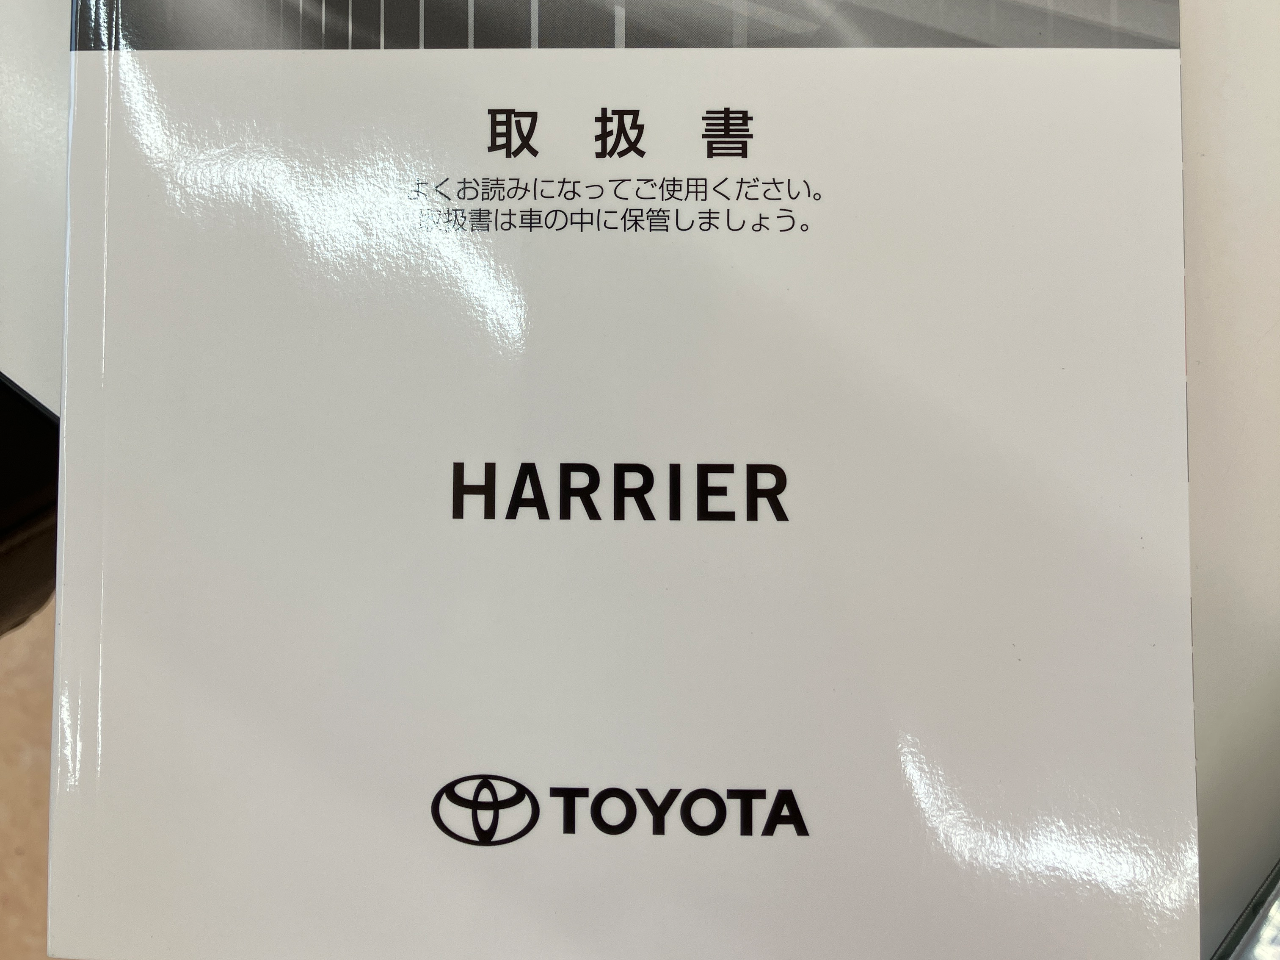 取扱書
よくお読みになってご使用ください。
取扱書は車の中に保管しましょう。
HARRIER
TOYOTA